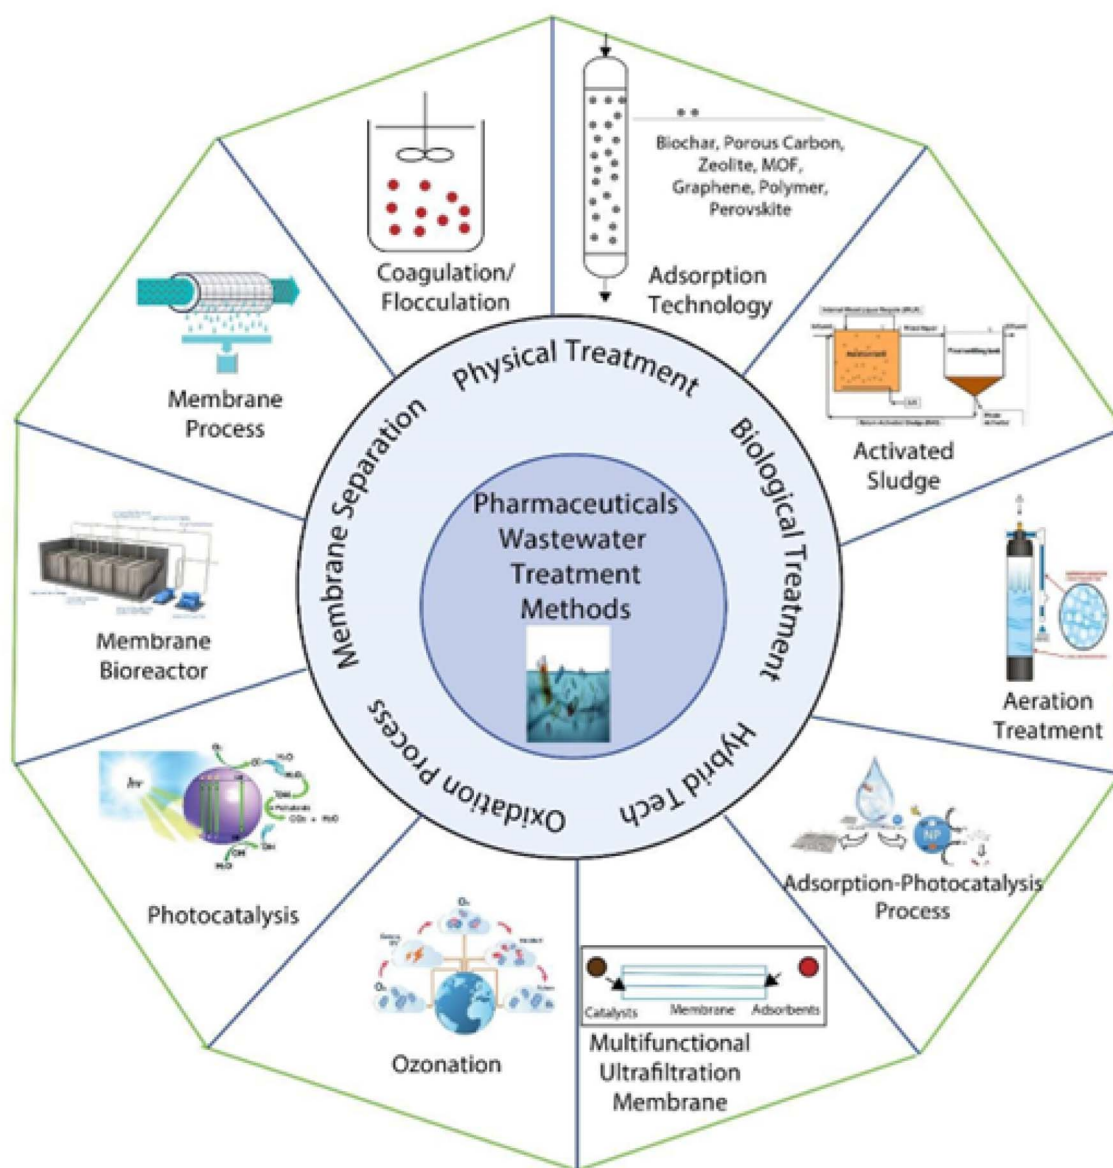 Pharmaceuticals
Wastewater
Treatment
Methods
Physical Treatment
Biological Treatment
Hybrid Tech
Oxidation Process
Membrane Separation
Biochar, Porous Carbon,
Zeolite, MOF,
Graphene, Polymer,
Perovskite
Adsorption
Technology
Activated
Sludge
Aeration
Treatment
NP
Adsorption-Photocatalysis
Process
Catalysts
Membrane
Adsorbents
Multifunctional
Ultrafiltration
Membrane
Ozonation
hv
Photocatalysis
Membrane
Bioreactor
Membrane
Process
Coagulation/
Flocculation